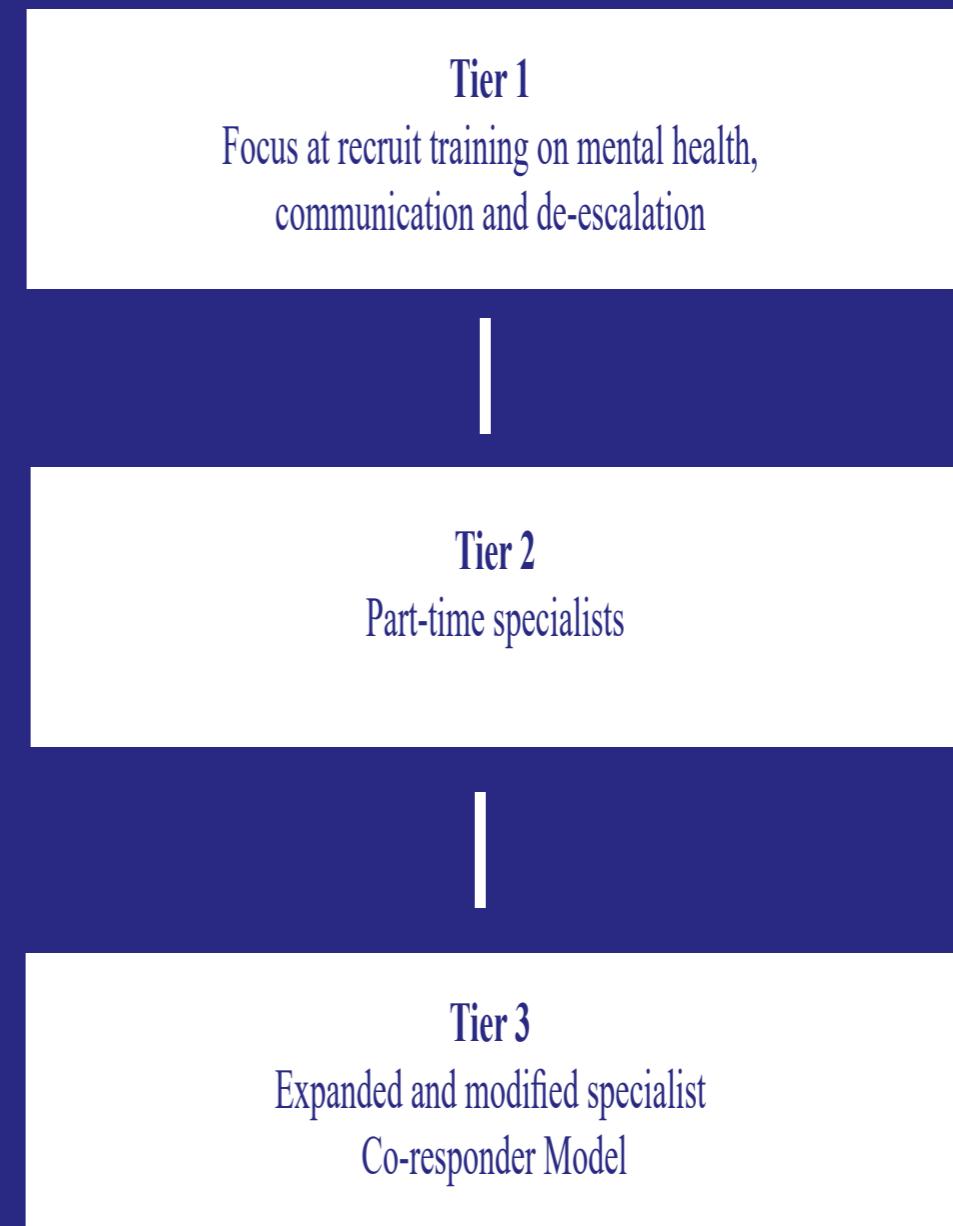 Tier 1
Focus at recruit training on mental health,
communication and de-escalation
Tier 2
Part-time specialists
Tier 3
Expanded and modified specialist
Co-responder Model